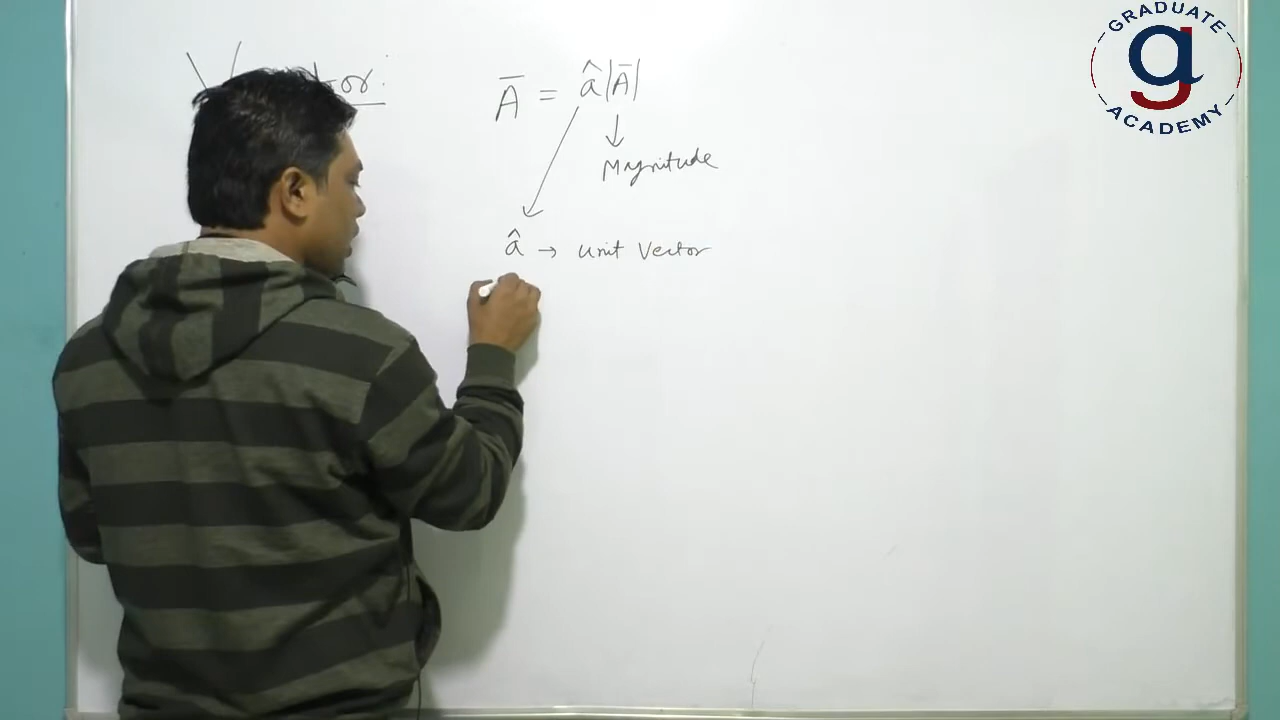 Ā = â|Ā|
Magnitude
â → unit Vector
GRADUATE
ACADEMY